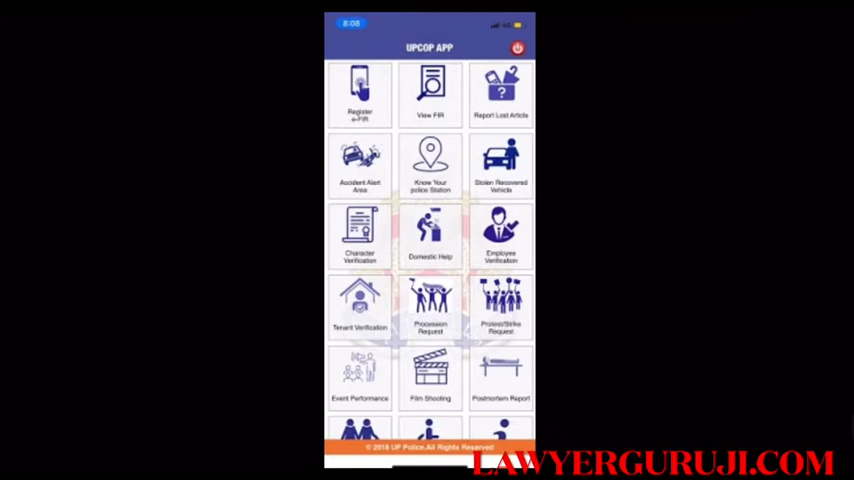 8:08
UPCOP APP
Register
e-FIR
View FIR
Report Lost Article
?
Accident Alert
Area
Know Your
police Station
Stolen Recovered
Vehicle
Character
Verification
Domestic Help
Employee
Verification
Tenant Verification
Procession
Request
Protest/Strike
Request
Event Performance
Film Shooting
Postmortem Report
© 2018 UP Police.All Rights Reserved
LAWYERGURUJI.COM